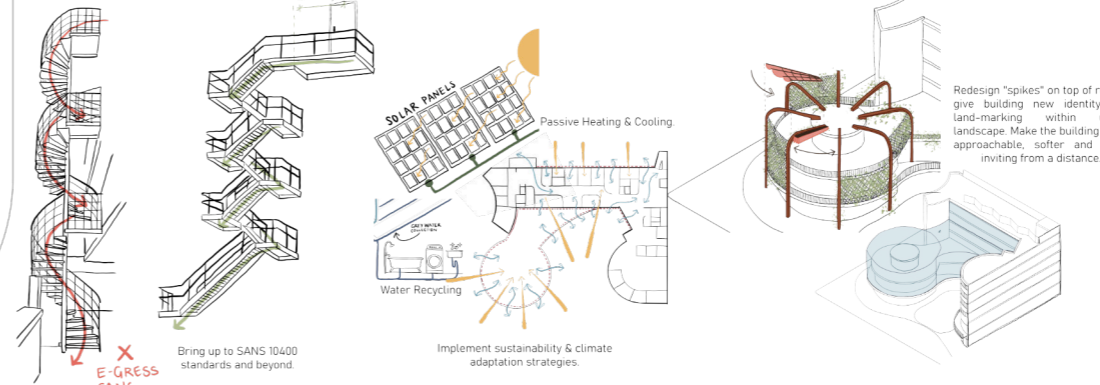 X
E-GRESS
Bring up to SANS 10400
standards and beyond.
SOLAR PANELS
Passive Heating & Cooling.
GREY WATER
Water Recycling
Implement sustainability & climate
adaptation strategies.
Redesign "spikes" on top of
give building new identity
land-marking within
landscape. Make the building
approachable, softer and
inviting from a distance